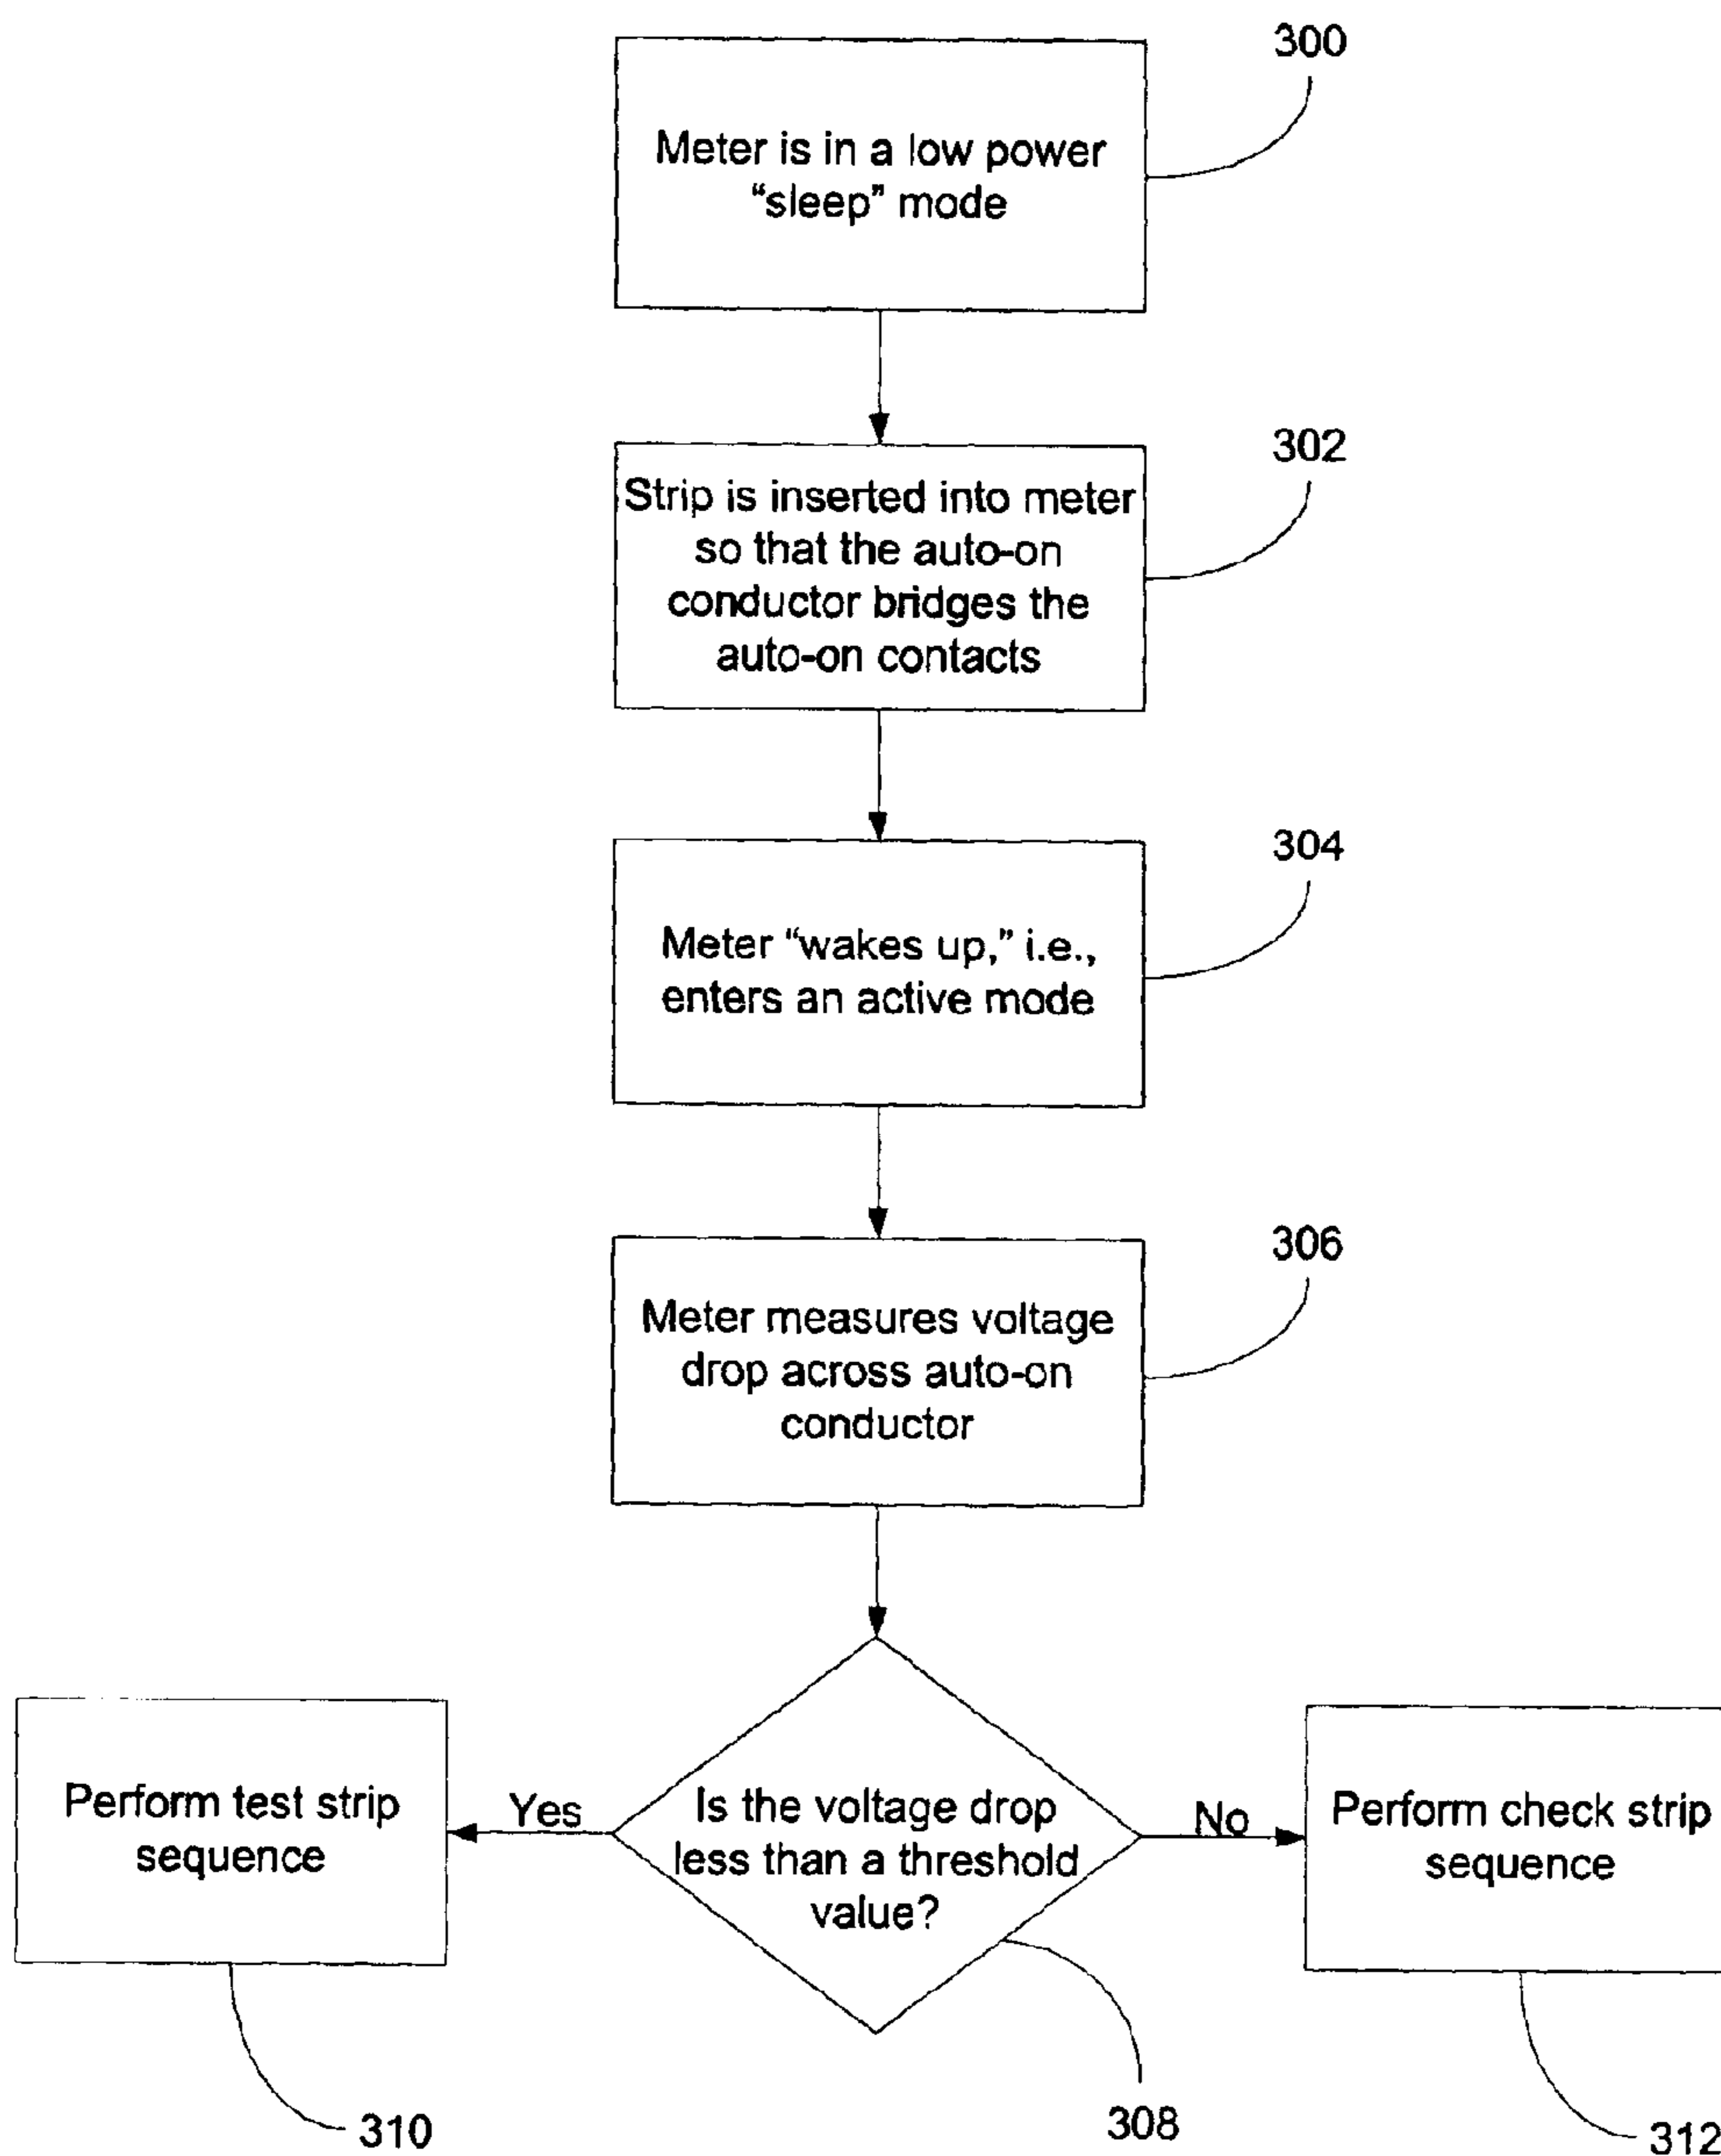 300
Meter is in a low power
“sleep” mode
302
Strip is inserted into meter
so that the auto-on
conductor bridges the
auto-on contacts
304
Meter “wakes up,” i.e.,
enters an active mode
306
Meter measures voltage
drop across auto-on
conductor
Perform test strip
sequence
Yes
Is the voltage drop
less than a threshold
value?
No
Perform check strip
sequence
310
308
312